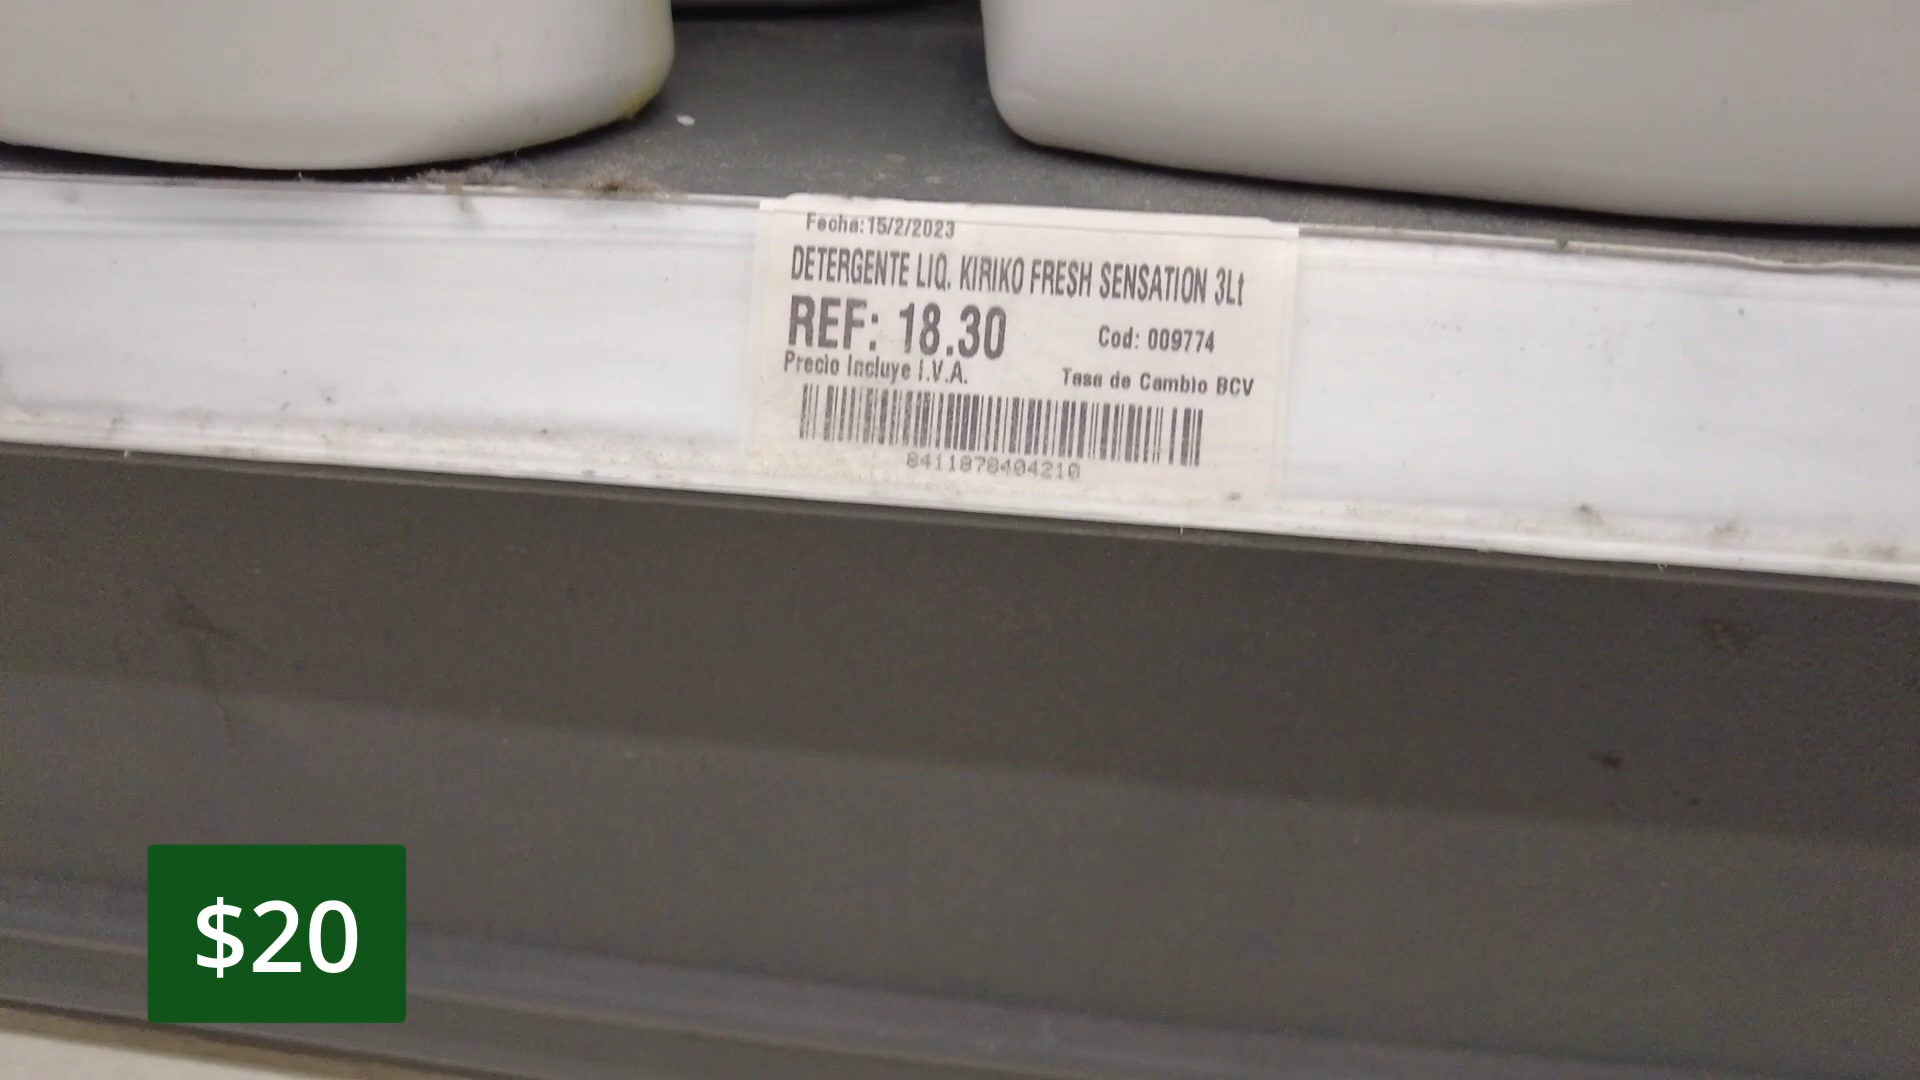 Fecha:15/2/2023
DETERGENTE LIQ. KIRIKO FRESH SENSATION 3Lt
REF: 18.30
Cod: 009774
Precio Incluye I.V.A.
Tasa de Cambio BCV
8411078404210
$20